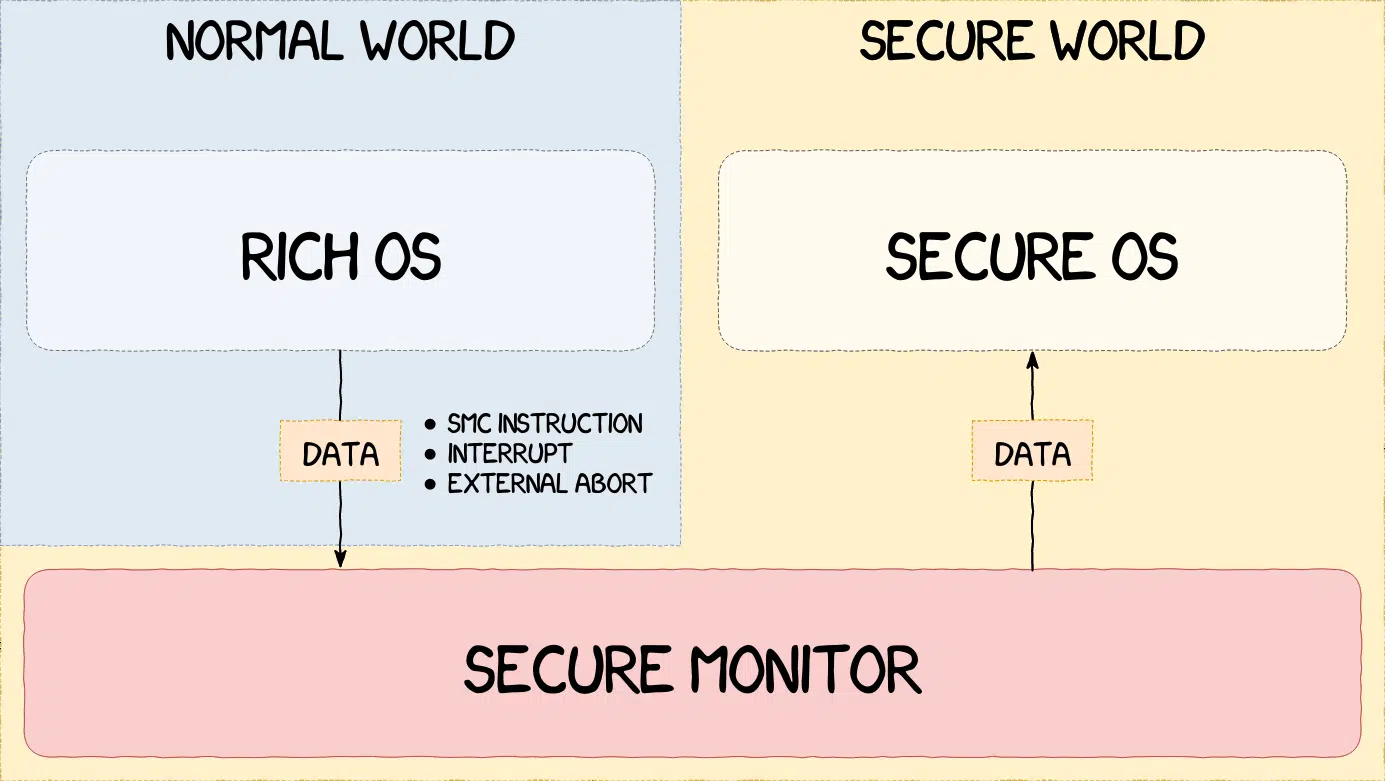 NORMAL WORLD
SECURE WORLD
RICH OS
SECURE OS
DATA
• SMC INSTRUCTION
• INTERRUPT
• EXTERNAL ABORT
DATA
SECURE MONITOR